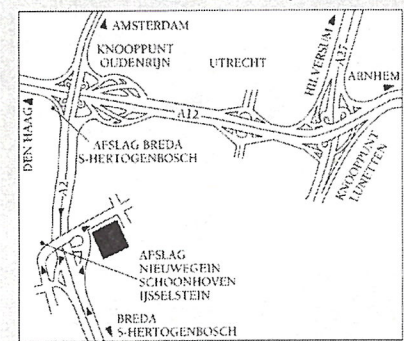 AMSTERDAM
KNOOPPUNT
OUDENRIJN
UTRECHT
HILVERSUM
A27
ARNHEM
DEN HAAG
A12
AFSLAG BREDA
S-HERTOGENBOSCH
KNOOPPUNT
LUNETTEN
A2
AFSLAG
NIEUWEGEIN
SCHOONHOVEN
IJSSELSTEIN
BREDA
S-HERTOGENBOSCH